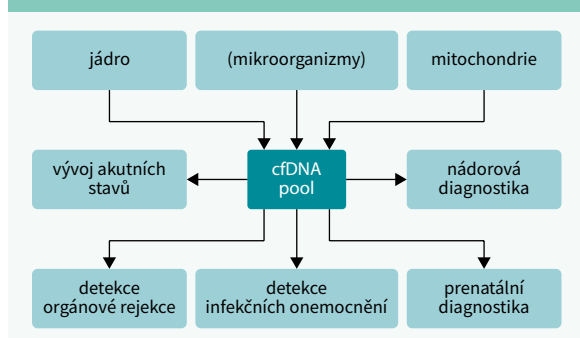 jádro
(mikroorganizmy)
mitochondrie
vývoj akutních
stavů
cfDNA
pool
nádorová
diagnostika
detekce
orgánové rejekce
detekce
infekčních onemocnění
prenatální
diagnostika